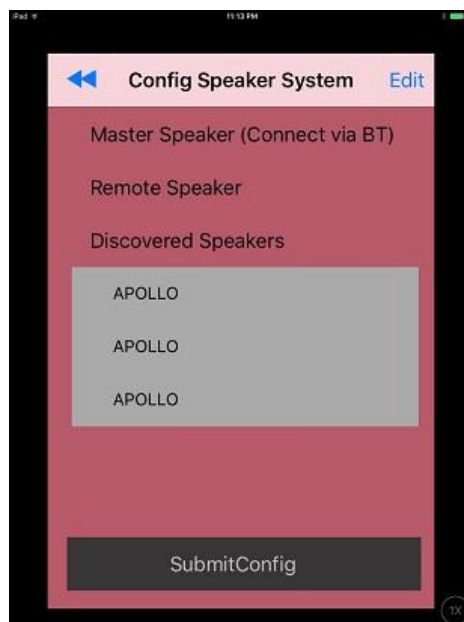 iPad
11:13 PM
Config Speaker System
Edit
Master Speaker (Connect via BT)
Remote Speaker
Discovered Speakers
APOLLO
APOLLO
APOLLO
SubmitConfig
1X